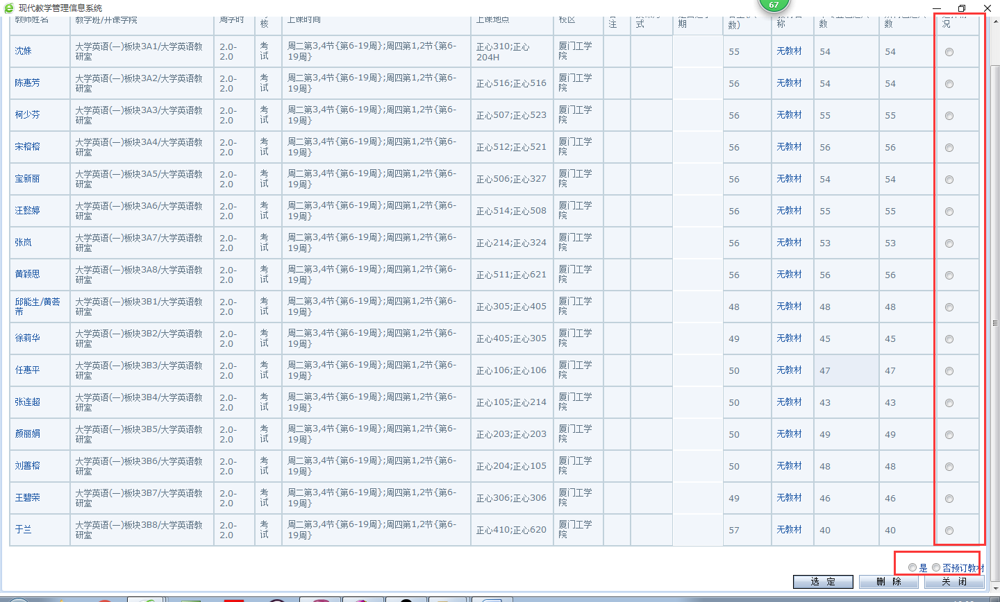 现代教学管理信息系统
67
教师姓名 教学班/开课学院 周学时 核 上课时间 上课地点 校区 注 式 期 数) 称 数 数 况
沈姝 大学英语(一)板块3A1/大学英语教研室 2.0-2.0 考试 周二第3,4节{第6-19周};周四第1,2节{第6-19周} 正心310;正心204H 厦门工学院 55 无教材 54 54
陈惠芳 大学英语(一)板块3A2/大学英语教研室 2.0-2.0 考试 周二第3,4节{第6-19周};周四第1,2节{第6-19周} 正心516;正心516 厦门工学院 56 无教材 54 54
柯少芬 大学英语(一)板块3A3/大学英语教研室 2.0-2.0 考试 周二第3,4节{第6-19周};周四第1,2节{第6-19周} 正心507;正心523 厦门工学院 56 无教材 55 55
宋榕榕 大学英语(一)板块3A4/大学英语教研室 2.0-2.0 考试 周二第3,4节{第6-19周};周四第1,2节{第6-19周} 正心512;正心521 厦门工学院 56 无教材 56 56
宝新丽 大学英语(一)板块3A5/大学英语教研室 2.0-2.0 考试 周二第3,4节{第6-19周};周四第1,2节{第6-19周} 正心506;正心327 厦门工学院 56 无教材 54 54
汪懿婷 大学英语(一)板块3A6/大学英语教研室 2.0-2.0 考试 周二第3,4节{第6-19周};周四第1,2节{第6-19周} 正心514;正心508 厦门工学院 56 无教材 55 55
张岚 大学英语(一)板块3A7/大学英语教研室 2.0-2.0 考试 周二第3,4节{第6-19周};周四第1,2节{第6-19周} 正心214;正心324 厦门工学院 56 无教材 53 53
黄颖思 大学英语(一)板块3A8/大学英语教研室 2.0-2.0 考试 周二第3,4节{第6-19周};周四第1,2节{第6-19周} 正心511;正心621 厦门工学院 56 无教材 56 56
邱能生/黄荟芾 大学英语(一)板块3B1/大学英语教研室 2.0-2.0 考试 周二第3,4节{第6-19周};周四第1,2节{第6-19周} 正心305;正心405 厦门工学院 48 无教材 48 48
徐莉华 大学英语(一)板块3B2/大学英语教研室 2.0-2.0 考试 周二第3,4节{第6-19周};周四第1,2节{第6-19周} 正心405;正心305 厦门工学院 49 无教材 45 45
任惠平 大学英语(一)板块3B3/大学英语教研室 2.0-2.0 考试 周二第3,4节{第6-19周};周四第1,2节{第6-19周} 正心106;正心106 厦门工学院 50 无教材 47 47
张连超 大学英语(一)板块3B4/大学英语教研室 2.0-2.0 考试 周二第3,4节{第6-19周};周四第1,2节{第6-19周} 正心105;正心214 厦门工学院 50 无教材 43 43
颜丽娟 大学英语(一)板块3B5/大学英语教研室 2.0-2.0 考试 周二第3,4节{第6-19周};周四第1,2节{第6-19周} 正心203;正心203 厦门工学院 50 无教材 49 49
刘善榕 大学英语(一)板块3B6/大学英语教研室 2.0-2.0 考试 周二第3,4节{第6-19周};周四第1,2节{第6-19周} 正心204;正心105 厦门工学院 50 无教材 48 48
王碧荣 大学英语(一)板块3B7/大学英语教研室 2.0-2.0 考试 周二第3,4节{第6-19周};周四第1,2节{第6-19周} 正心306;正心306 厦门工学院 49 无教材 46 46
于兰 大学英语(一)板块3B8/大学英语教研室 2.0-2.0 考试 周二第3,4节{第6-19周};周四第1,2节{第6-19周} 正心410;正心620 厦门工学院 57 无教材 40 40
是 否预订教材
选 定 删 除 关 闭